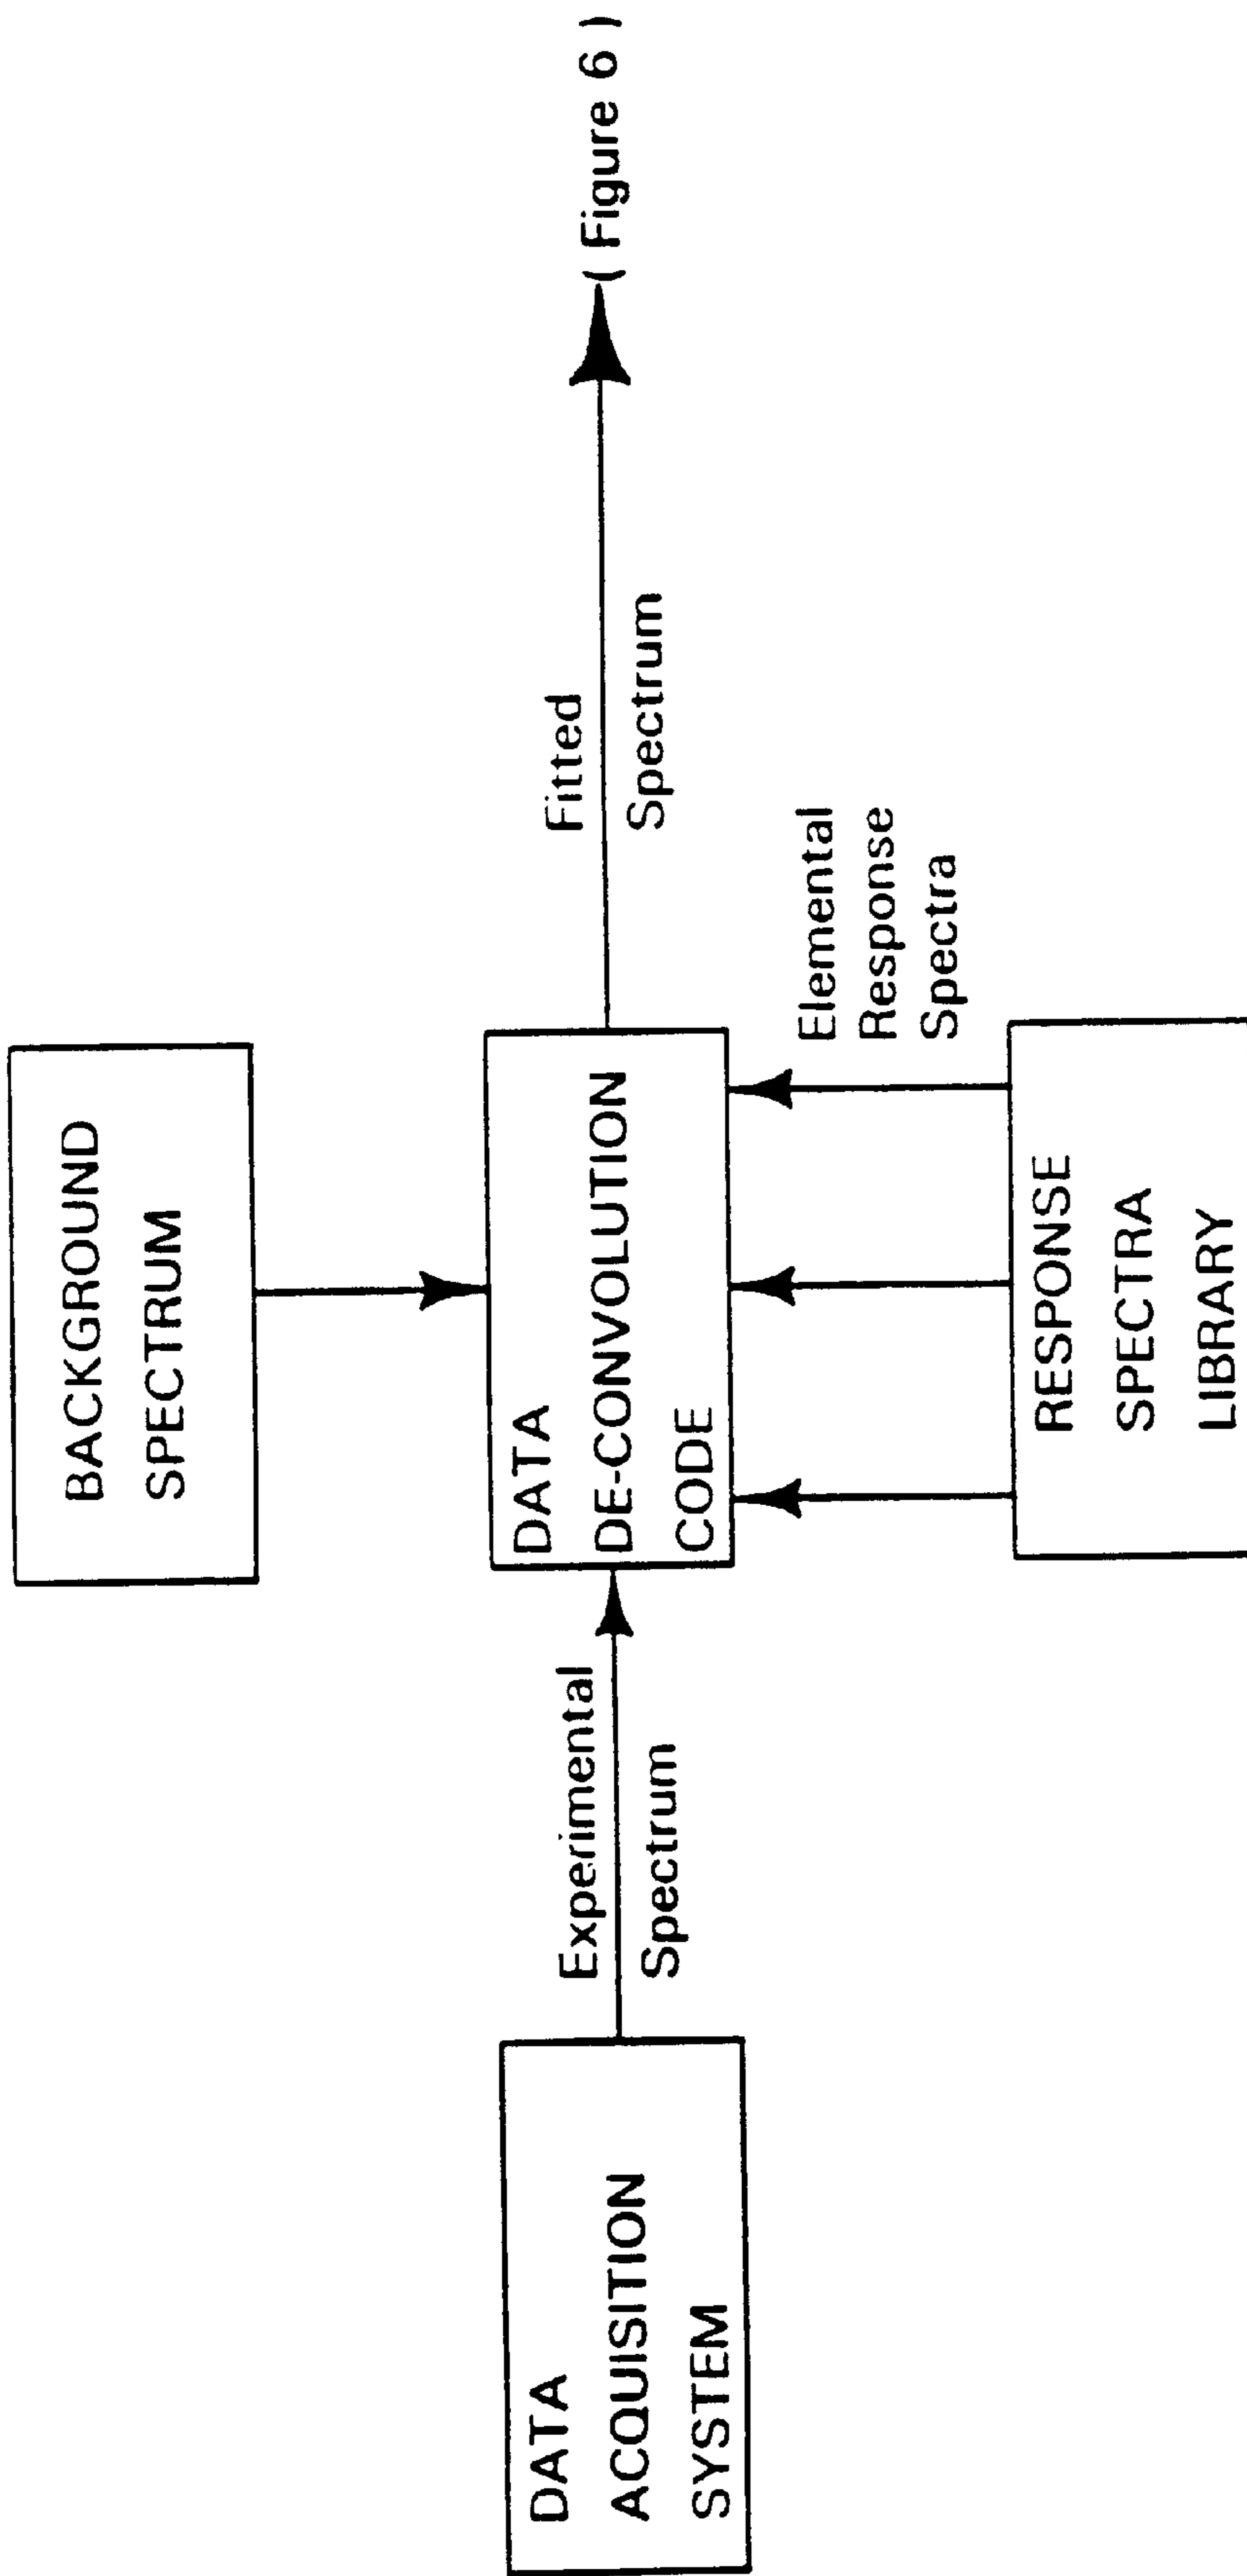 BACKGROUND
SPECTRUM
DATA
ACQUISITION
SYSTEM
Experimental
Spectrum
DATA
DE-CONVOLUTION
CODE
Fitted
Spectrum
( Figure 6 )
Elemental
Response
Spectra
RESPONSE
SPECTRA
LIBRARY